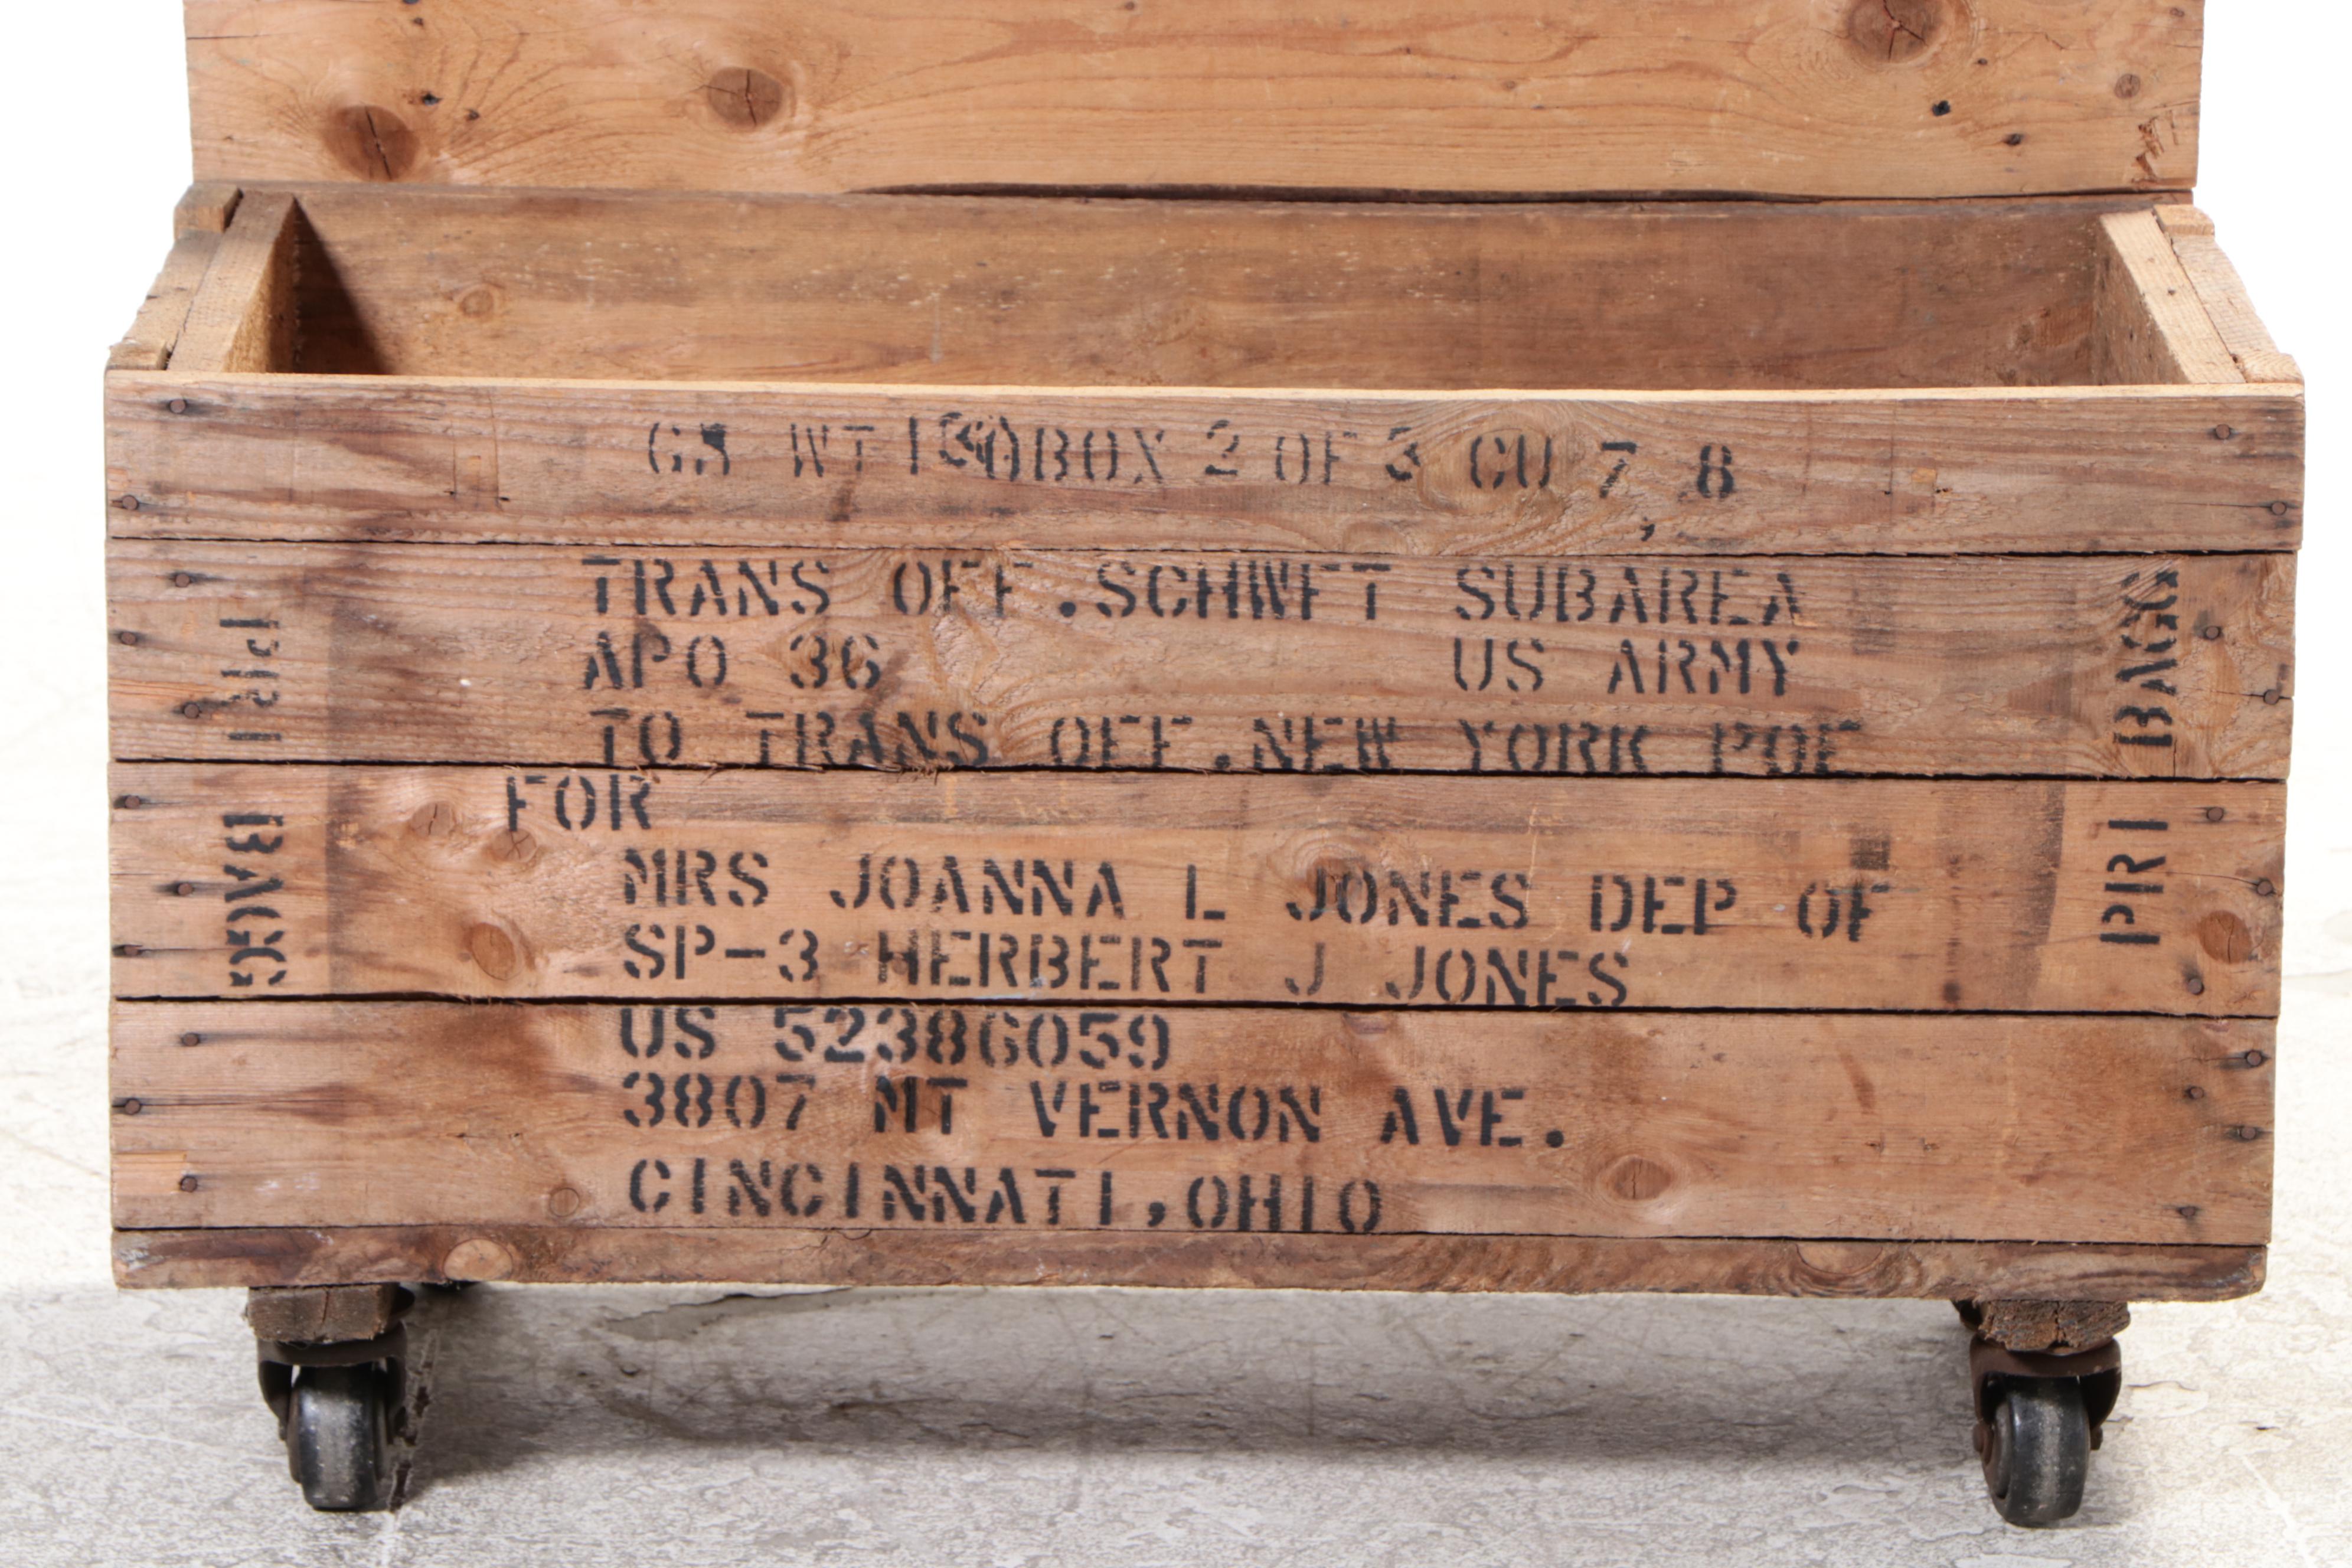 GS WT BOX 2 OF 3 CU 7,8
TRANS OFF.SCHWFT SUBAREA
APO 36 US ARMY
TO TRANS OFF.NEW YORK POE
FOR
MRS JOANNA L JONES DEP OF
SP-3 HERBERT J JONES
US 52386059
3807 MT VERNON AVE.
CINCINNATI,OHIO
PRI BAGG
PRI BAGG